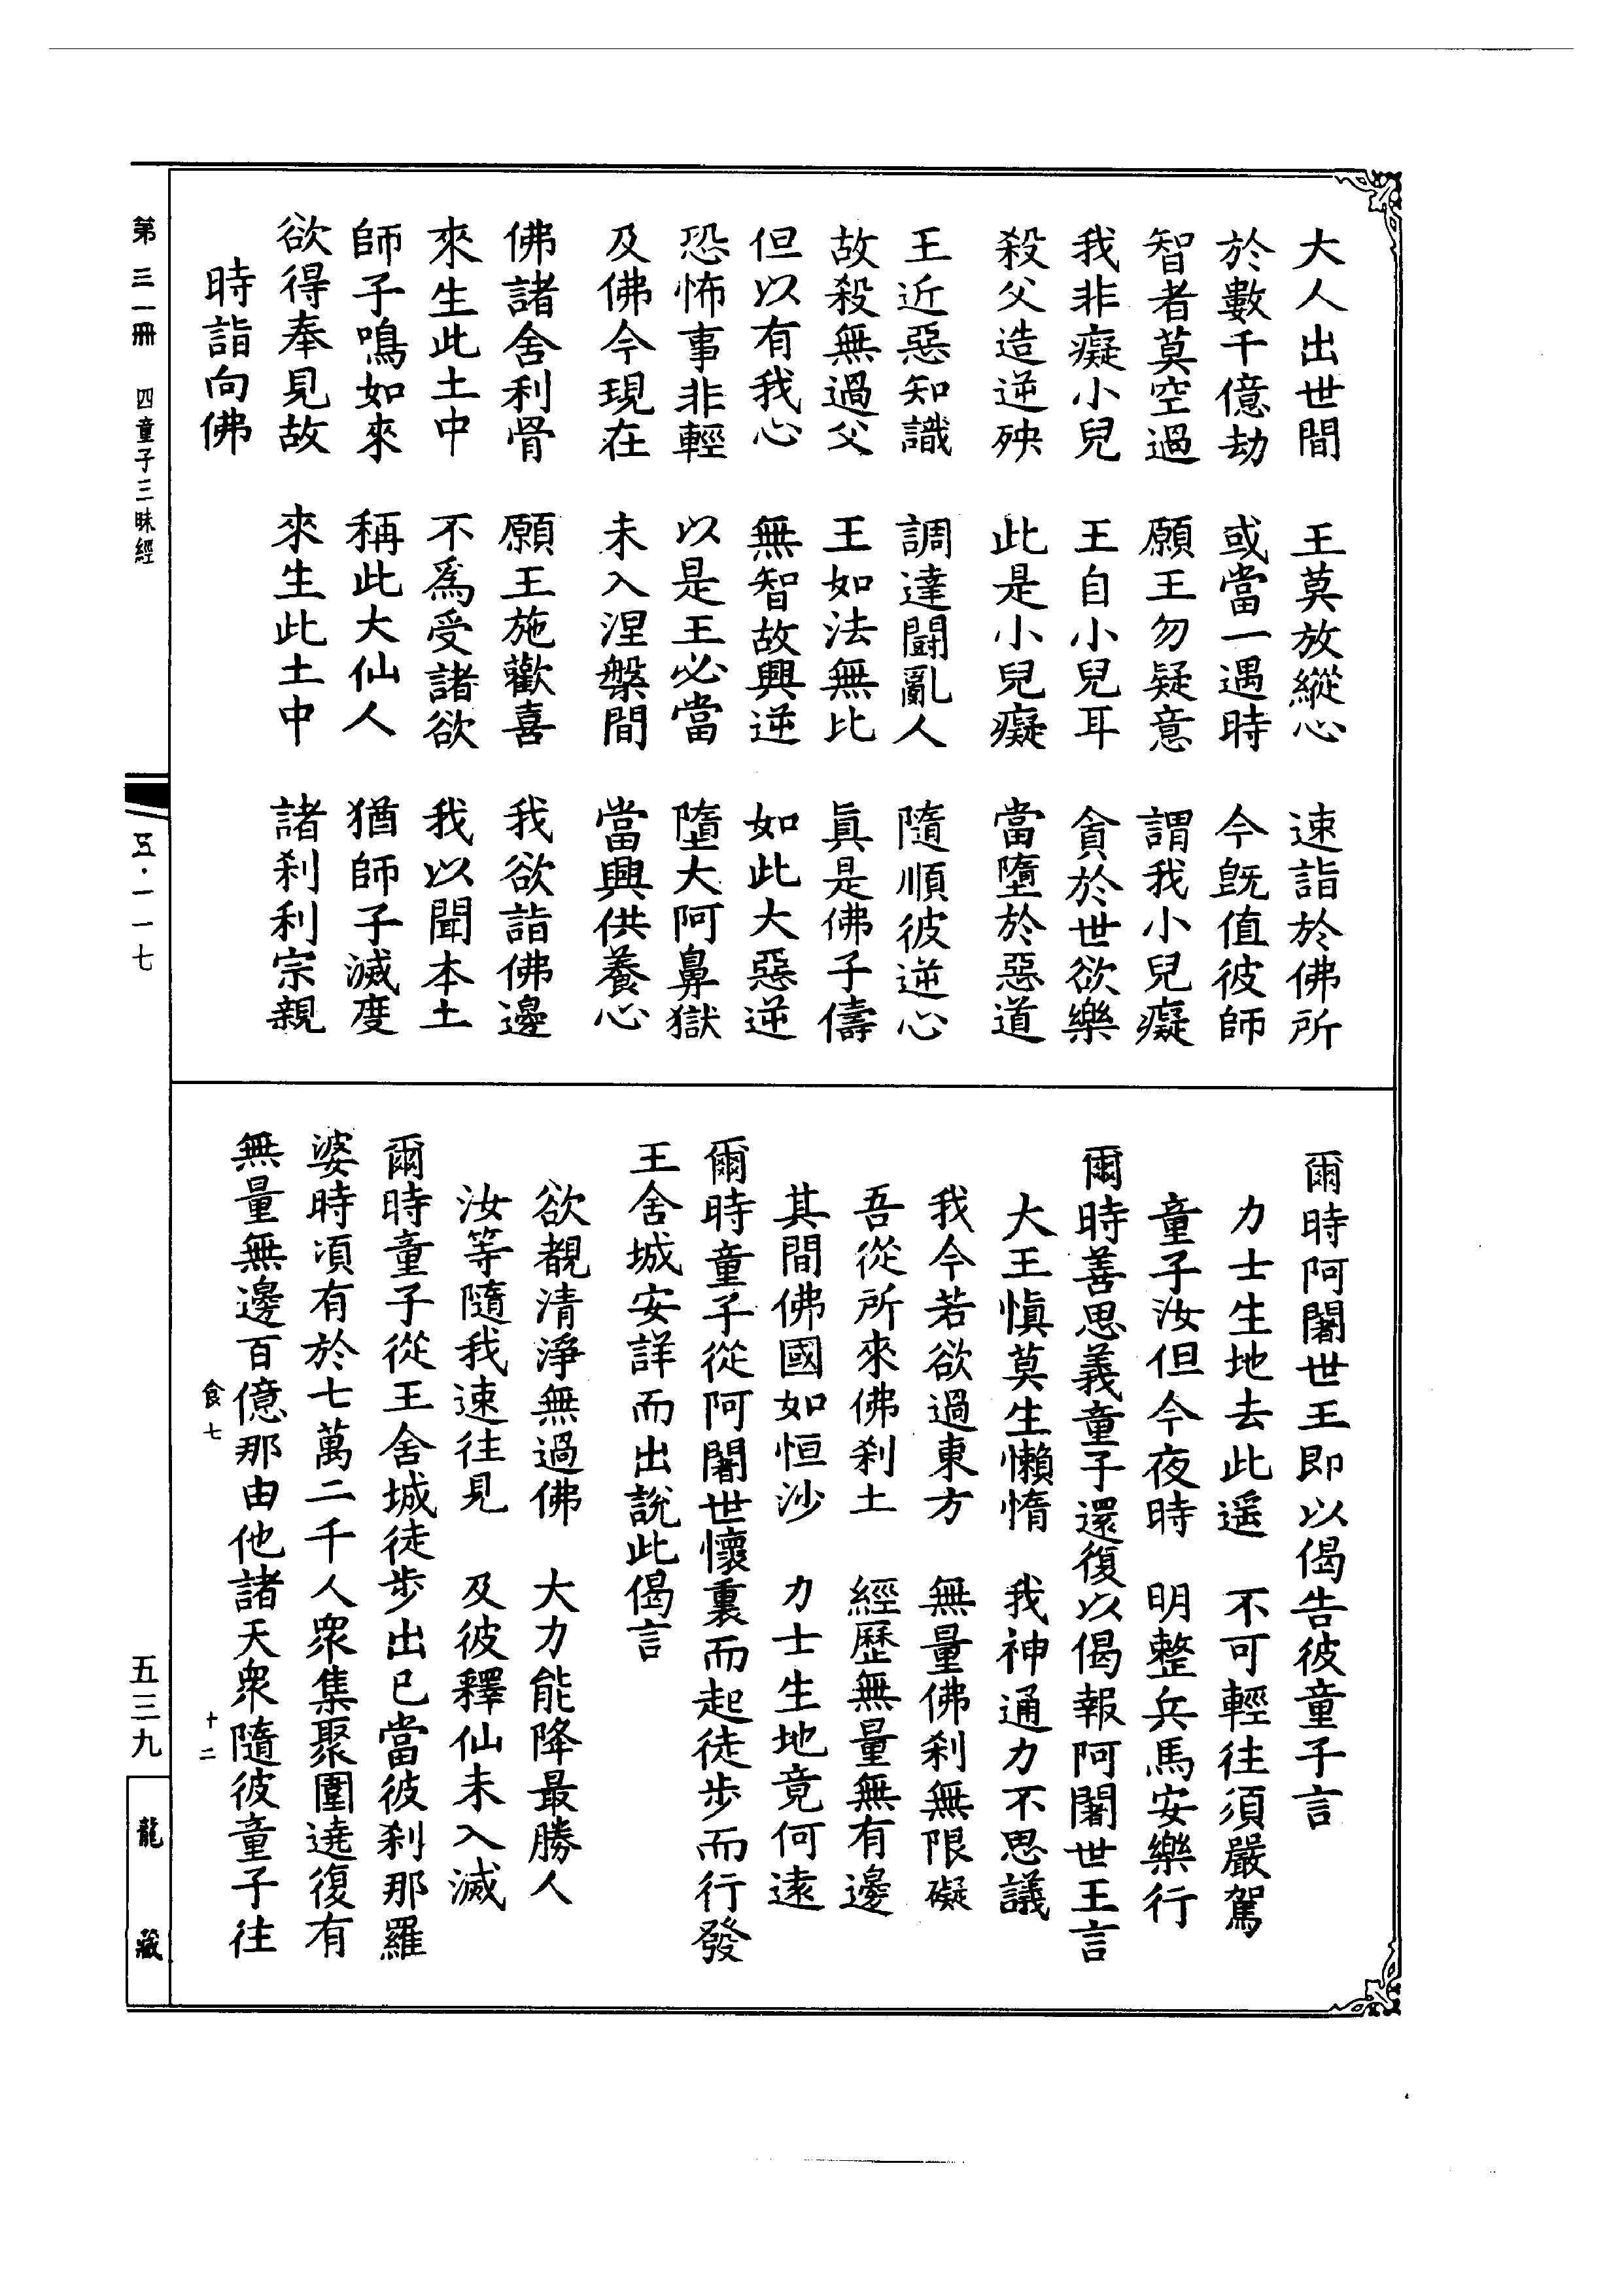 大人出世間　王莫放縱心　速詣於佛所
於數千億劫　或當一遇時　今旣值彼師
智者莫空過　願王勿疑意　謂我小兒癡
我非癡小兒　王自小兒耳　貪於世欲樂
殺父造逆殃　此是小兒癡　當墮於惡道
王近惡知識　調達鬪亂人　隨順彼逆心
故殺無過父　王如法無比　眞是佛子儔
但以有我心　無智故興逆　如此大惡逆
恐怖事非輕　以是王必當　墮大阿鼻獄
及佛今現在　未入涅槃間　當興供養心
佛諸舍利骨　願王施歡喜　我欲詣佛邊
來生此土中　不爲受諸欲　我以聞本土
師子鳴如來　稱此大仙人　猶師子滅度
欲得奉見故　來生此土中　諸刹利宗親
時詣向佛
爾時阿闍世王即以偈告彼童子言
力士生地去此遥　不可輕往須嚴駕
童子汝但今夜時　明整兵馬安樂行
爾時善思義童子還復以偈報阿闍世王言
大王慎莫生懶惰　我神通力不思議
我今若欲過東方　無量佛刹無限礙
吾從所來佛刹土　經歷無量無有邊
其間佛國如恒沙　力士生地竟何遠
爾時童子從阿闍世懷裏而起徒步而行發
王舍城安詳而出說此偈言
欲覩清淨無過佛　大力能降最勝人
汝等隨我速往見　及彼釋仙未入滅
爾時童子從王舍城徒步出已當彼刹那羅
婆時頃有於七萬二千人衆集聚圍遶復有
無量無邊百億那由他諸天衆隨彼童子往
食七　十二
第三一冊　四童子三昧經　五·一一七　五三九　龍藏